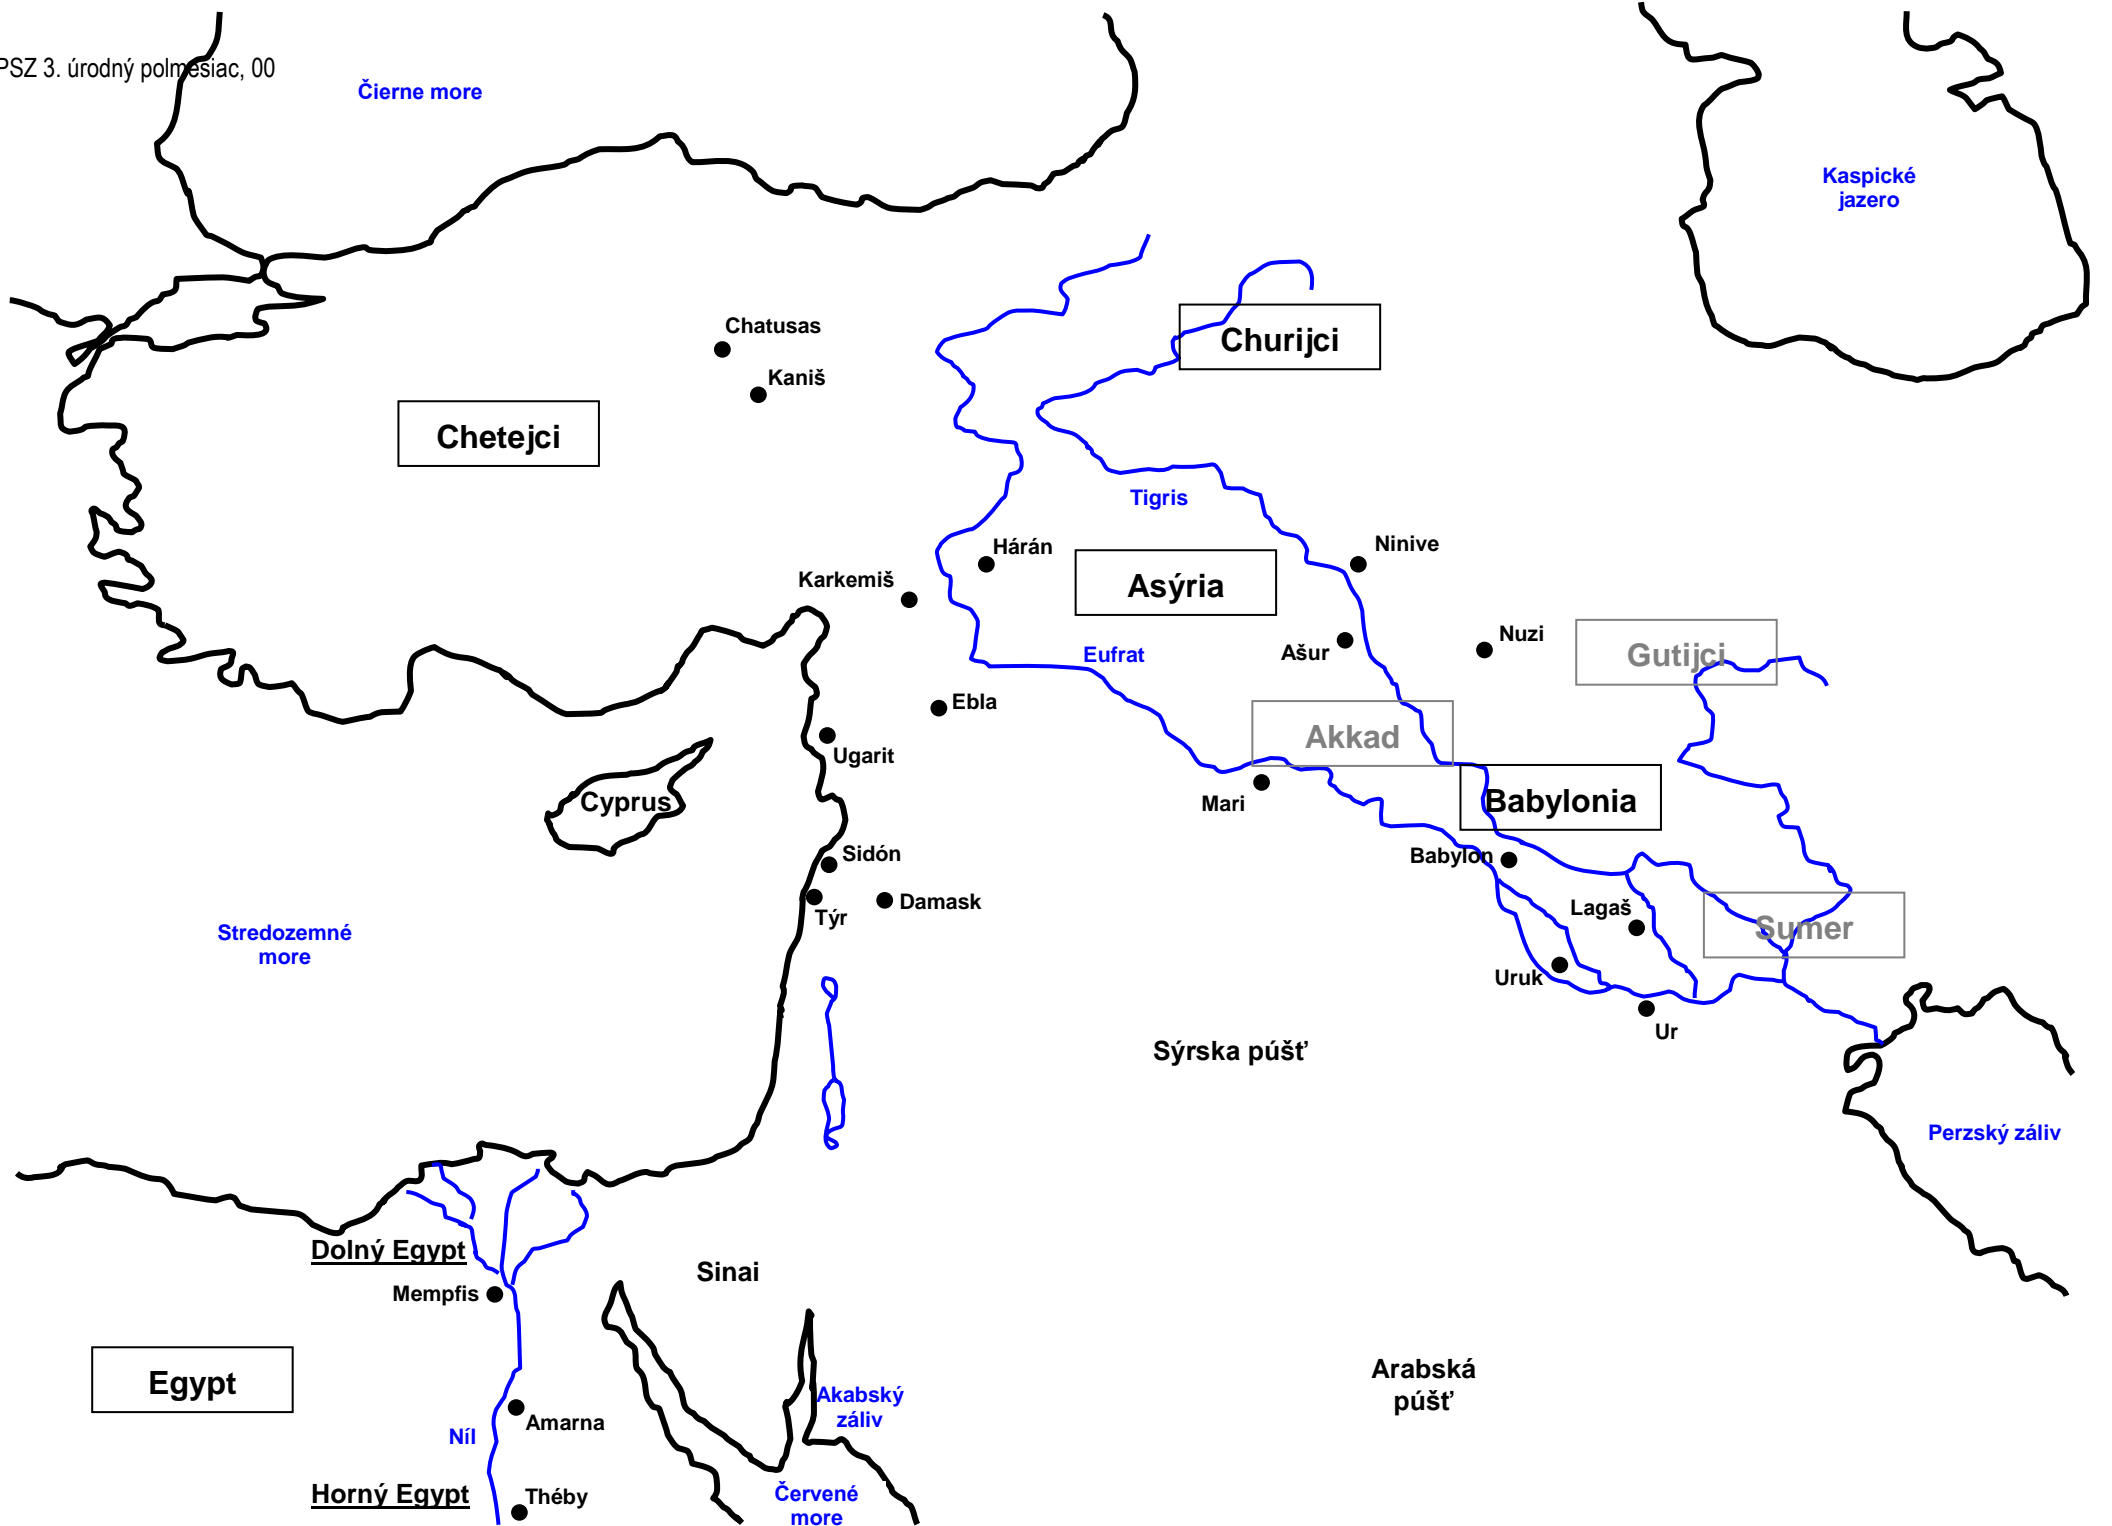 PSZ 3. úrodný polmesiac, 00
Čierne more
Kaspické
jazero
Chatusas
Churijci
Kaniš
Chetejci
Tigris
Hárán
Ninive
Karkemiš
Asýria
Ašur
Nuzi
Eufrat
Gutijci
Ebla
Akkad
Ugarit
Cyprus
Mari
Babylonia
Sidón
Babylon
Týr
Damask
Lagaš
Sumer
Stredozemné
more
Uruk
Ur
Sýrska púšť
Perzský záliv
Dolný Egypt
Sinai
Mempfis
Egypt
Arabská
púšť
Akabský
záliv
Amarna
Níl
Horný Egypt
Théby
Červené
more